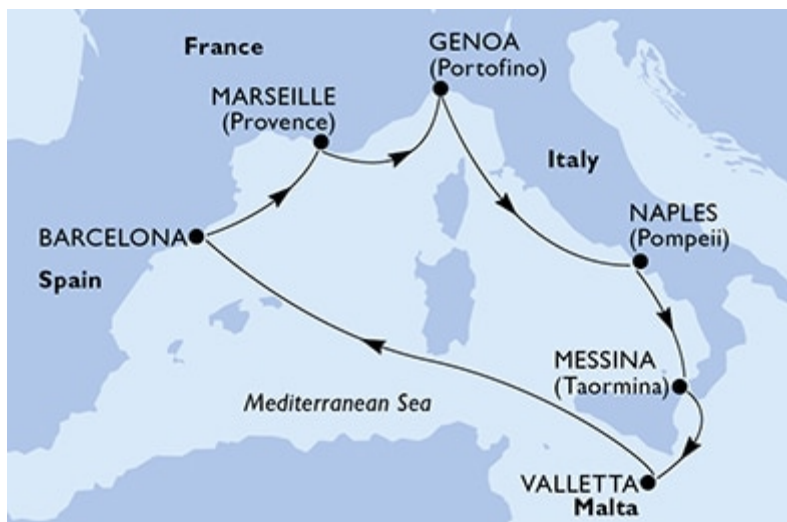 France
GENOA
(Portofino)
MARSEILLE
(Provence)
Italy
NAPLES
(Pompeii)
BARCELONA
Spain
MESSINA
(Taormina)
Mediterranean Sea
VALLETTA
Malta